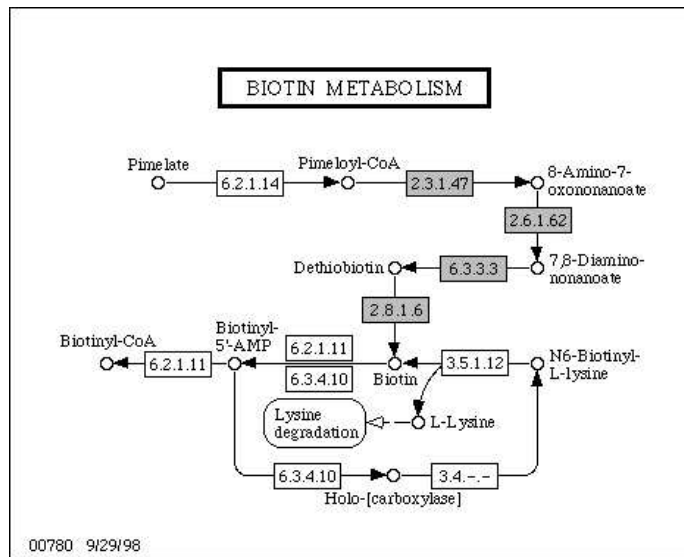 BIOTIN METABOLISM
Pimelate
6.2.1.14
Pimeloyl-CoA
2.3.1.47
8-Amino-7-
oxononanoate
2.6.1.62
Dethiobiotin
6.3.3.3
7,8-Diamino-
nonanoate
2.8.1.6
Biotinyl-CoA
6.2.1.11
Biotinyl-
5'-AMP
6.2.1.11
6.3.4.10
Biotin
3.5.1.12
N6-Biotinyl-
L-lysine
Lysine
degradation
L-Lysine
6.3.4.10
Holo-[carboxylase]
3.4.-.-
00780 9/29/98